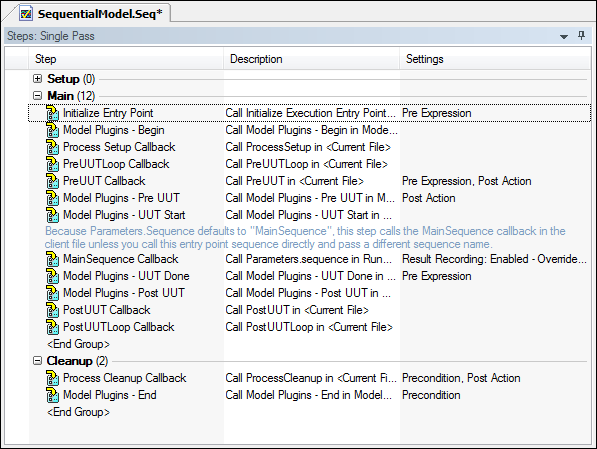 SequentialModel.Seq*
Steps: Single Pass
Step Description Settings
Setup (0)
Main (12)
Initialize Entry Point Call Initialize Execution Entry Point... Pre Expression
Model Plugins - Begin Call Model Plugins - Begin in Mode...
Process Setup Callback Call ProcessSetup in <Current File>
PreUUTLoop Callback Call PreUUTLoop in <Current File>
PreUUT Callback Call PreUUT in <Current File> Pre Expression, Post Action
Model Plugins - Pre UUT Call Model Plugins - Pre UUT in M... Post Action
Model Plugins - UUT Start Call Model Plugins - UUT Start in ...
Because Parameters.Sequence defaults to "MainSequence", this step calls the MainSequence callback in the
client file unless you call this entry point sequence directly and pass a different sequence name.
MainSequence Callback Call Parameters.sequence in Run... Result Recording: Enabled - Override...
Model Plugins - UUT Done Call Model Plugins - UUT Done in ... Pre Expression
Model Plugins - Post UUT Call Model Plugins - Post UUT in ...
PostUUT Callback Call PostUUT in <Current File>
PostUUTLoop Callback Call PostUUTLoop in <Current File>
<End Group>
Cleanup (2)
Process Cleanup Callback Call ProcessCleanup in <Current Fi... Precondition, Post Action
Model Plugins - End Call Model Plugins - End in Model... Precondition
<End Group>